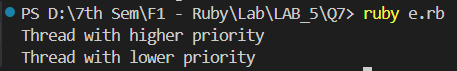 PS D:\7th Sem\F1 - Ruby\Lab\LAB_5\Q7> ruby e.rb
Thread with higher priority
Thread with lower priority